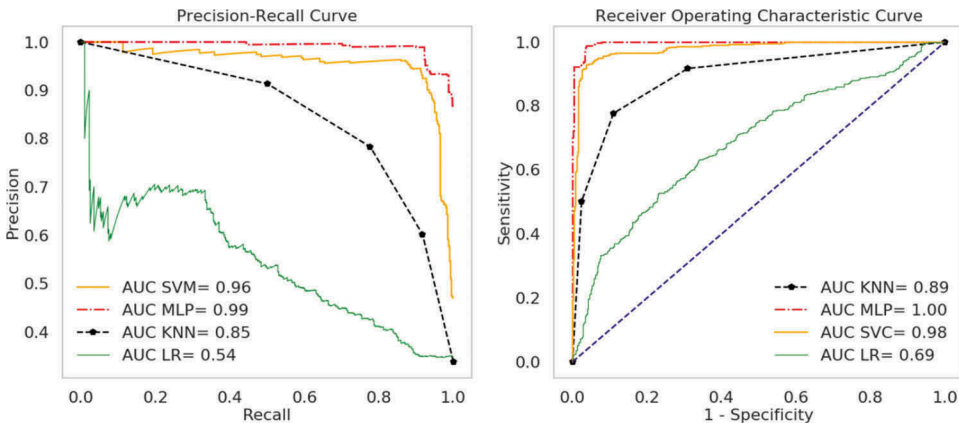 Precision-Recall Curve
1.0
0.9
0.8
0.7
0.6
0.5
0.4
Precision
AUC SVM= 0.96
AUC MLP= 0.99
AUC KNN= 0.85
AUC LR= 0.54
0.0 0.2 0.4 0.6 0.8 1.0
Recall
Receiver Operating Characteristic Curve
1.0
0.8
0.6
0.4
0.2
0.0
Sensitivity
AUC KNN= 0.89
AUC MLP= 1.00
AUC SVC= 0.98
AUC LR= 0.69
0.0 0.2 0.4 0.6 0.8 1.0
1 - Specificity